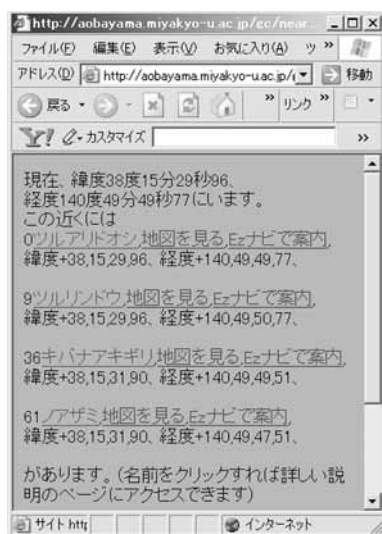 http://aobayama.miyakyo-u.ac.jp/gc/near...
ファイル(F) 編集(E) 表示(V) お気に入り(A) ツ »
アドレス(D) http://aobayama.miyakyo-u.ac.jp/ 移動
戻る » リンク »
Y! カスタマイズ »
現在、緯度38度15分29秒96、
経度140度49分49秒77にいます。
この近くには
0ツルアリドオシ,地図を見る,Ezナビで案内,
緯度+38,15,29,96、経度+140,49,49,77、
9ツルリンドウ,地図を見る,Ezナビで案内,
緯度+38,15,29,96、経度+140,49,50,77、
36キバナアキギリ,地図を見る,Ezナビで案内,
緯度+38,15,31,90、経度+140,49,49,51、
61ノアザミ,地図を見る,Ezナビで案内,
緯度+38,15,31,90、経度+140,49,47,51、
があります。(名前をクリックすれば詳しい説
明のページにアクセスできます)
サイト http インターネット